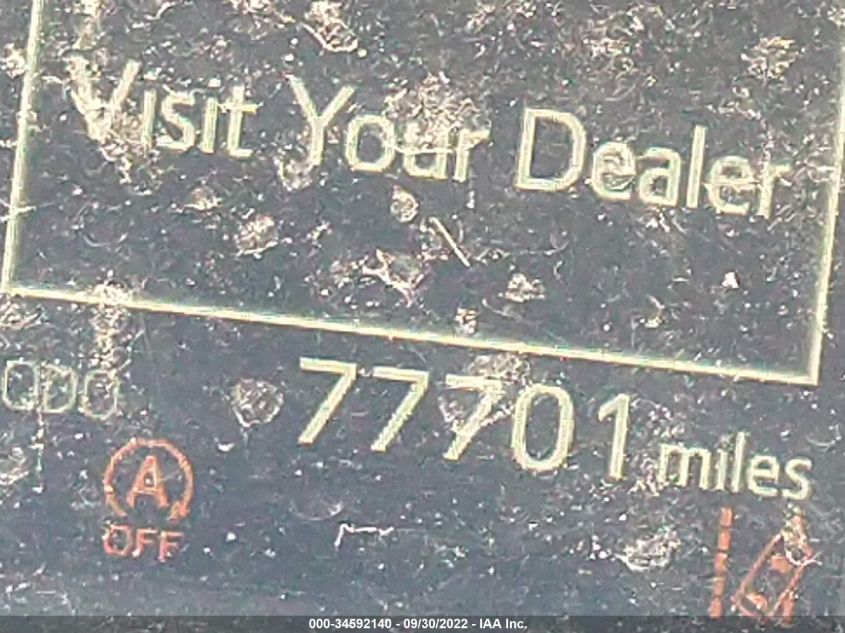 Visit Your Dealer
ODO 77701 miles
A
OFF
000-34592140 - 09/30/2022 - IAA Inc.